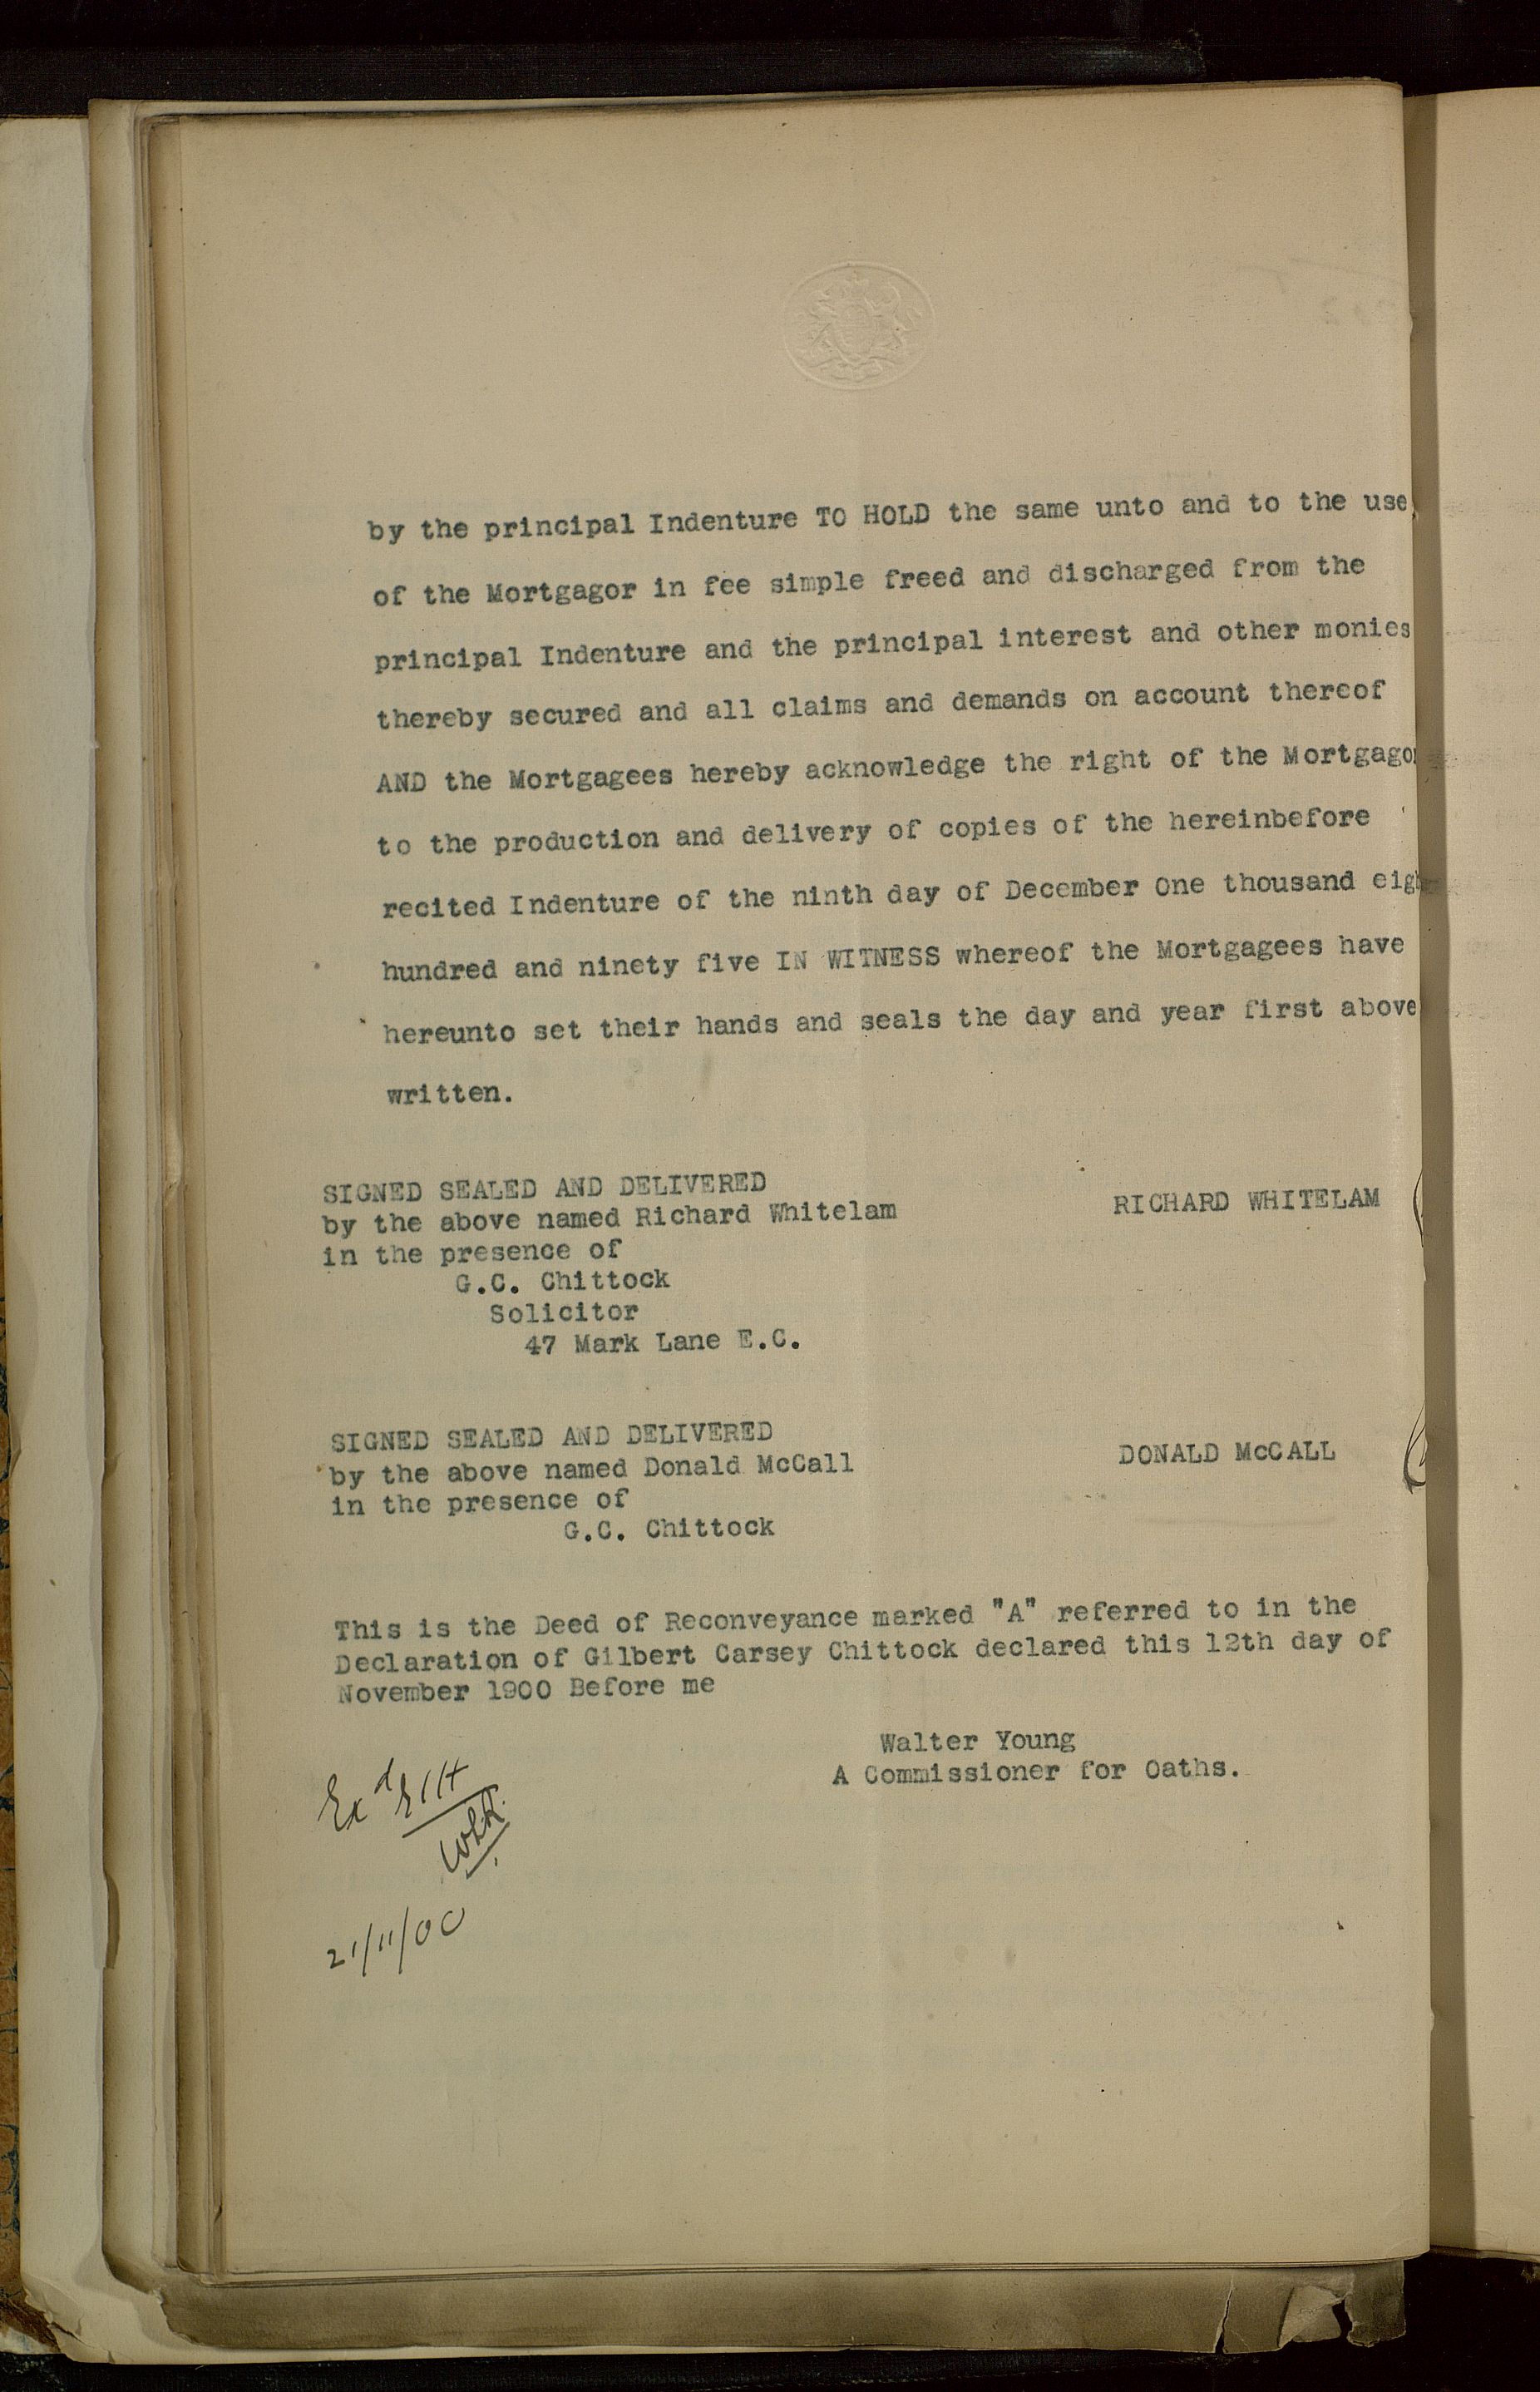 by the principal Indenture TO HOLD the same unto and to the use
of the Mortgagor in fee simple freed and discharged from the
principal Indenture and the principal interest and other monies
thereby secured and all claims and demands on account thereof
AND the Mortgagees hereby acknowledge the right of the Mortgagor
to the production and delivery of copies of the hereinbefore
recited Indenture of the ninth day of December One thousand eigh
hundred and ninety five IN WITNESS whereof the Mortgagees have
hereunto set their hands and seals the day and year first above
written.
SIGNED SEALED AND DELIVERED
by the above named Richard Whitelam RICHARD WHITELAM
in the presence of
G.C. Chittock
Solicitor
47 Mark Lane E.C.
SIGNED SEALED AND DELIVERED
by the above named Donald McCall DONALD McCALL
in the presence of
G.C. Chittock
This is the Deed of Reconveyance marked "A" referred to in the
Declaration of Gilbert Carsey Chittock declared this 12th day of
November 1900 Before me
Walter Young
A Commissioner for Oaths.
Exd
21/11/00